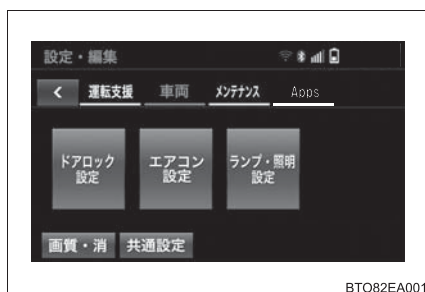 設定・編集
運転支援 車両 メンテナンス Apps
ドアロック
設定
エアコン
設定
ランプ・照明
設定
画質・消 共通設定
BTO82EA001